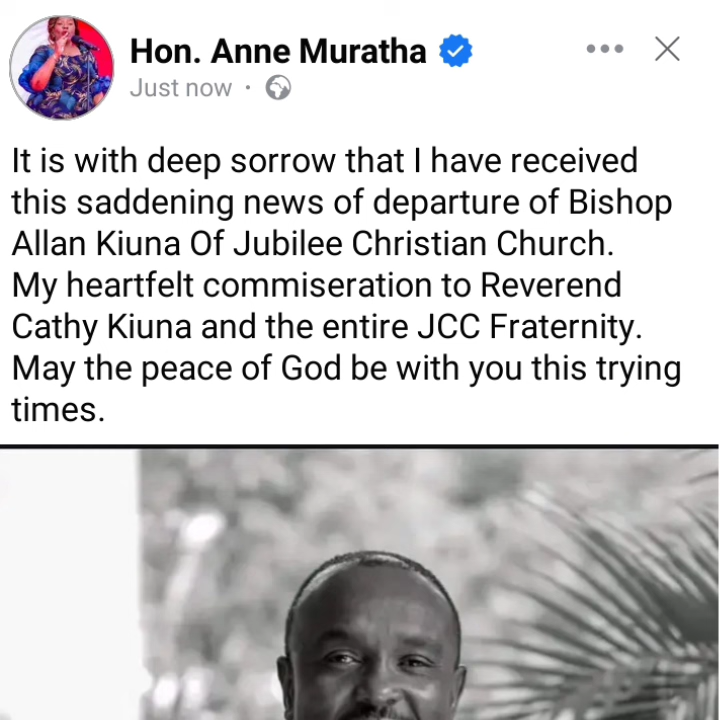 Hon. Anne Muratha
Just now ·
It is with deep sorrow that I have received
this saddening news of departure of Bishop
Allan Kiuna Of Jubilee Christian Church.
My heartfelt commiseration to Reverend
Cathy Kiuna and the entire JCC Fraternity.
May the peace of God be with you this trying
times.